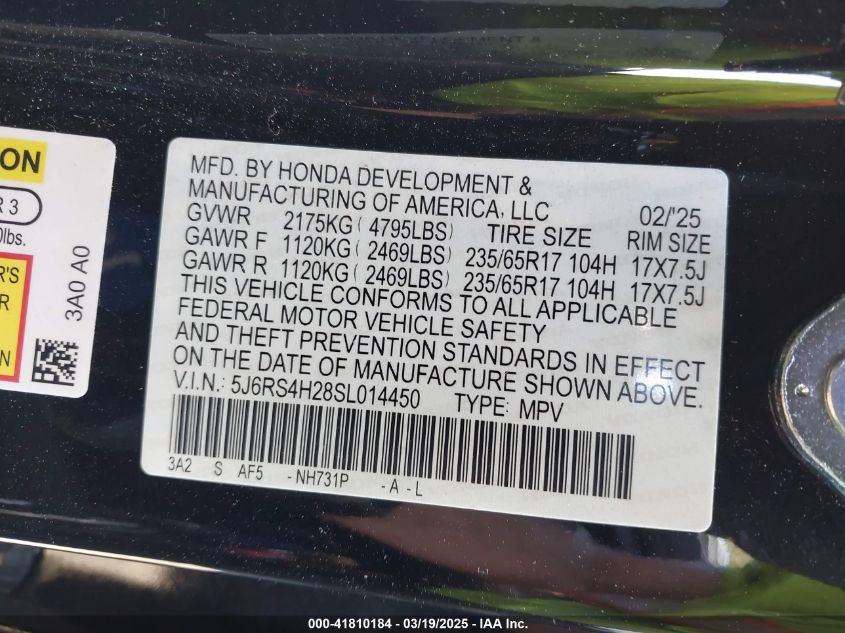 ON
R 3
0lbs.
R'S
R
N
3A0 A0
MFD. BY HONDA DEVELOPMENT &
MANUFACTURING OF AMERICA, LLC 02/'25
GVWR 2175KG ( 4795LBS) TIRE SIZE RIM SIZE
GAWR F 1120KG ( 2469LBS) 235/65R17 104H 17X7.5J
GAWR R 1120KG ( 2469LBS) 235/65R17 104H 17X7.5J
THIS VEHICLE CONFORMS TO ALL APPLICABLE
FEDERAL MOTOR VEHICLE SAFETY
AND THEFT PREVENTION STANDARDS IN EFFECT
ON THE DATE OF MANUFACTURE SHOWN ABOVE.
V.I.N.: 5J6RS4H28SL014450 TYPE: MPV
3A2 S AF5 -NH731P -A-L
000-41810184 — 03/19/2025 - IAA Inc.